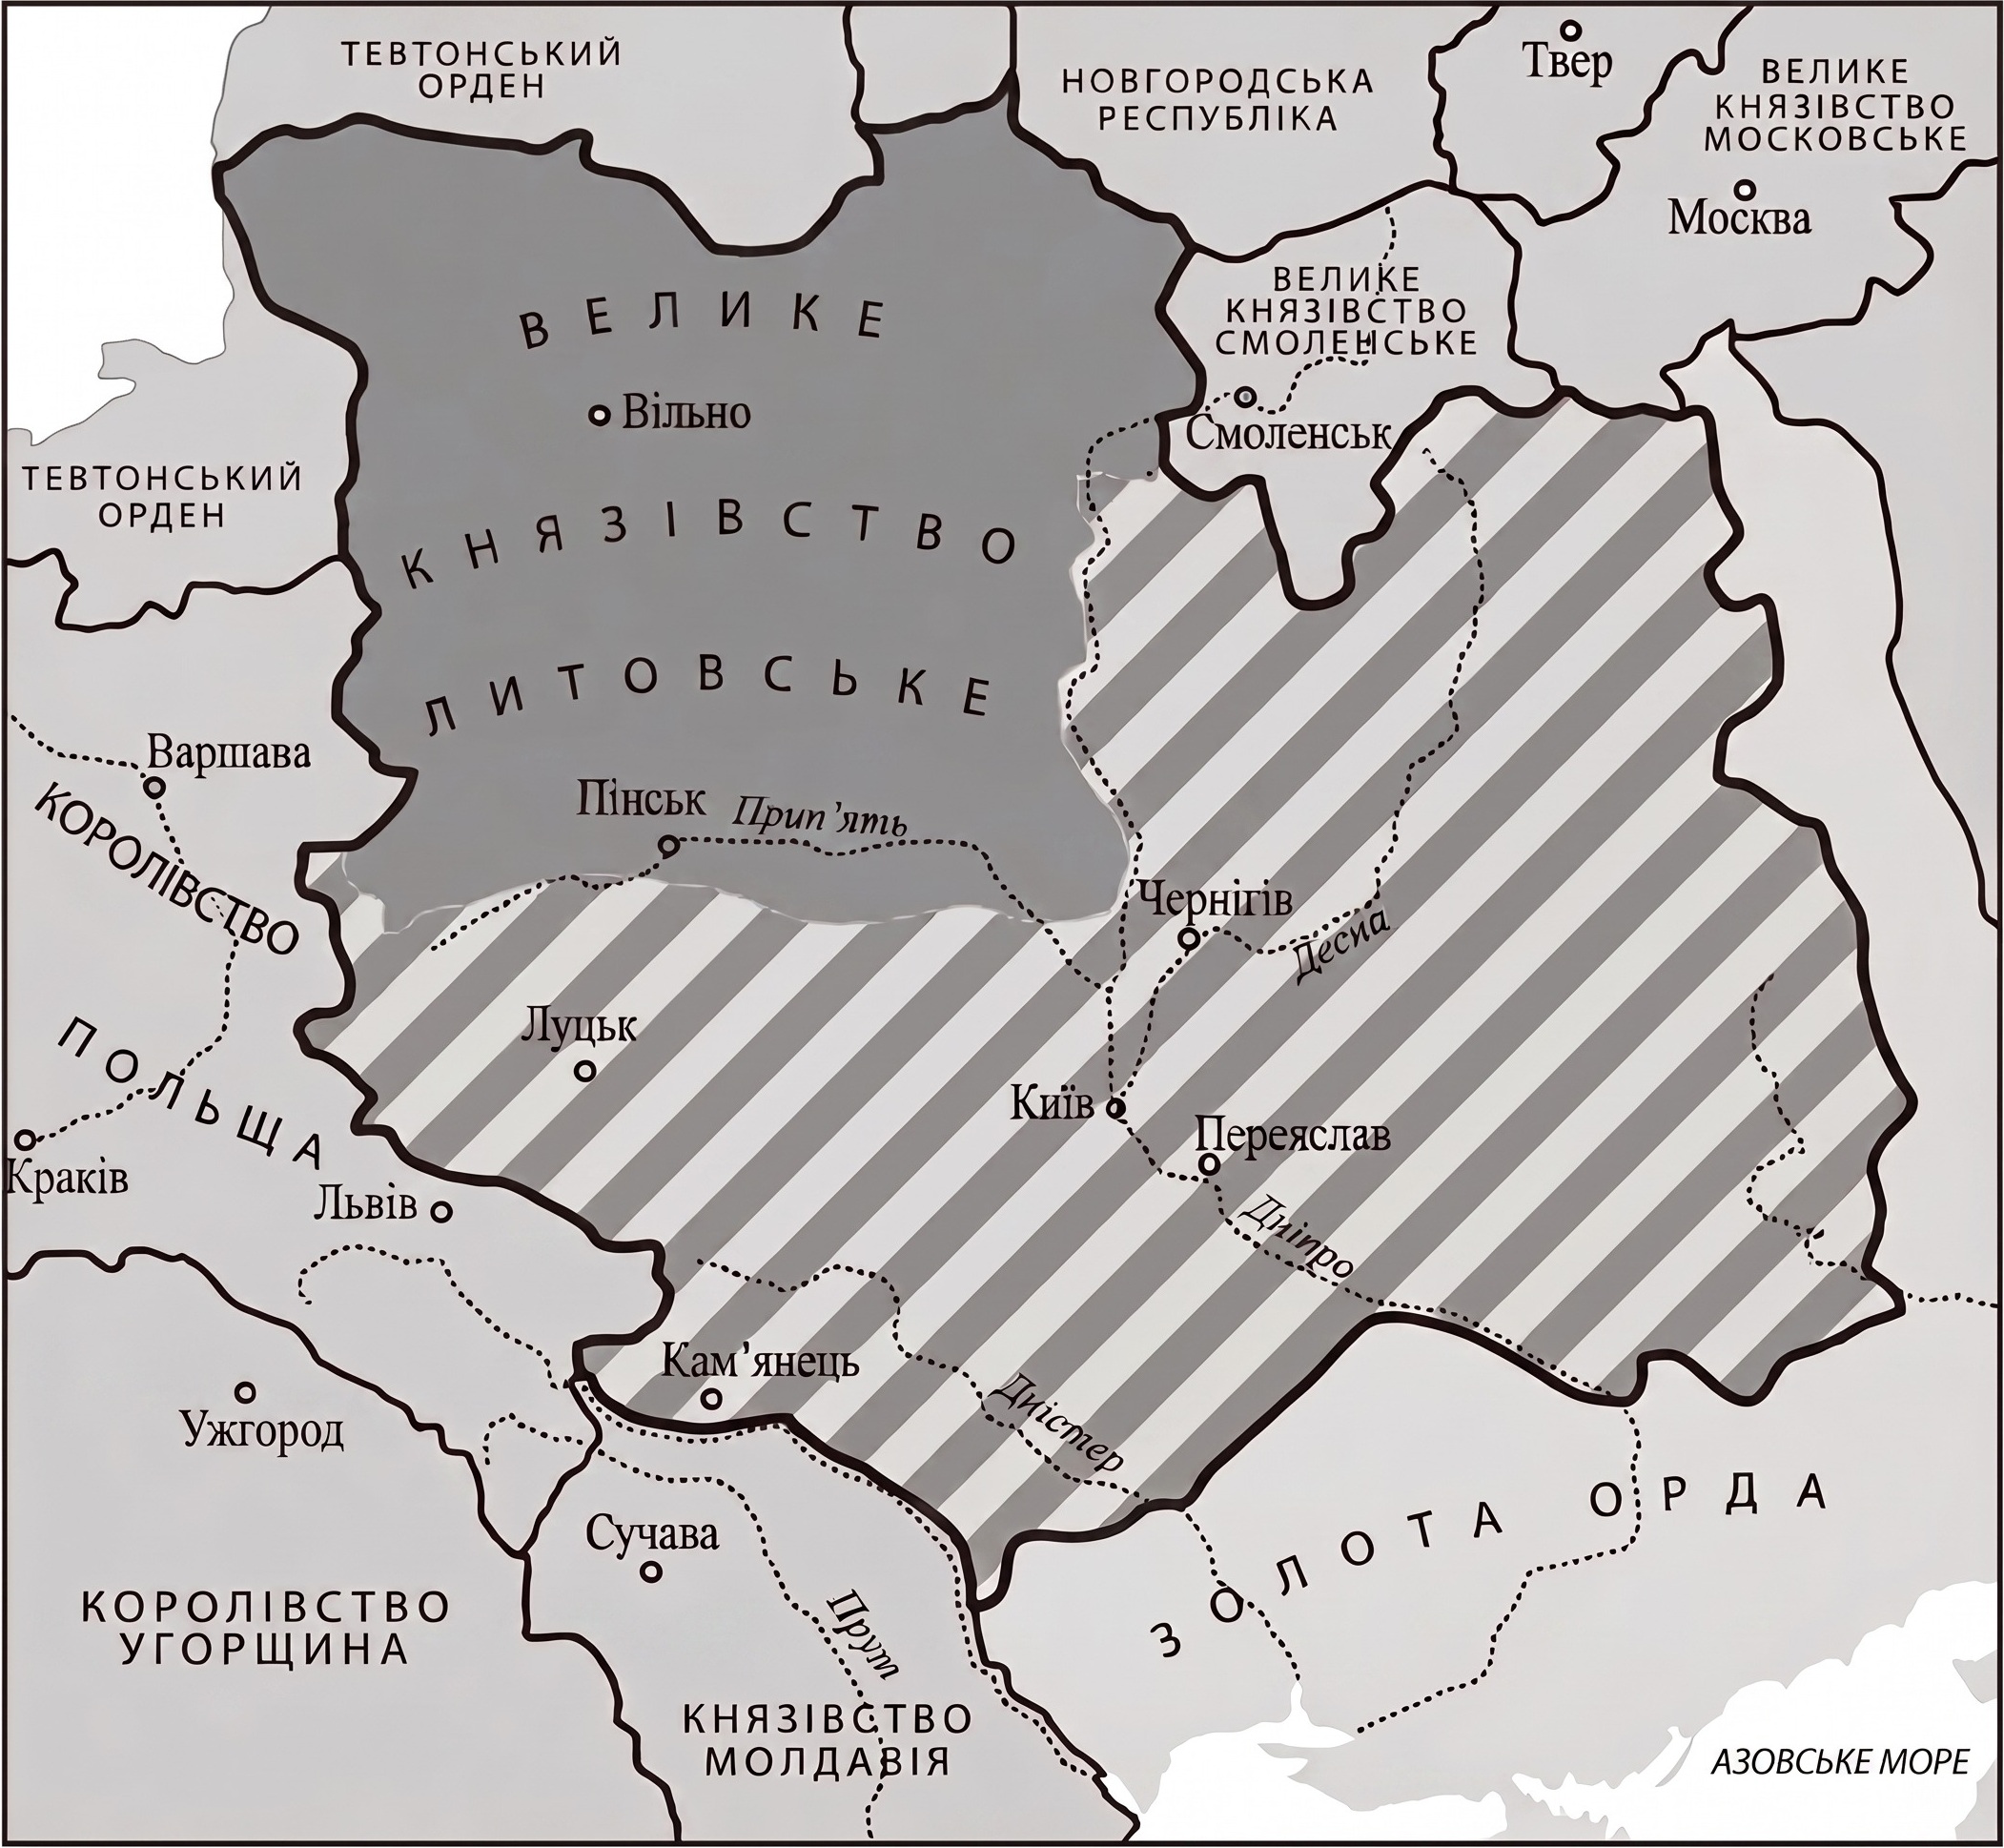 ТЕВТОНСЬКИЙ
ОРДЕН
НОВГОРОДСЬКА
РЕСПУБЛІКА
Твер
ВЕЛИКЕ
КНЯЗІВСТВО
МОСКОВСЬКЕ
Москва
ВЕЛИКЕ
КНЯЗІВСТВО
СМОЛЕНСЬКЕ
Смоленськ
ВЕЛИКЕ
Вільно
КНЯЗІВСТВО
ЛИТОВСЬКЕ
ТЕВТОНСЬКИЙ
ОРДЕН
Варшава
КОРОЛІВСТВО
ПОЛЬЩА
Пінськ
Прип’ять
Чернігів
Десна
Луцьк
Київ
Переяслав
Дніпро
Краків
Львів
Кам’янець
Дністер
Ужгород
Сучава
Прут
ЗОЛОТА ОРДА
КОРОЛІВСТВО
УГОРЩИНА
КНЯЗІВСТВО
МОЛДАВІЯ
АЗОВСЬКЕ МОРЕ